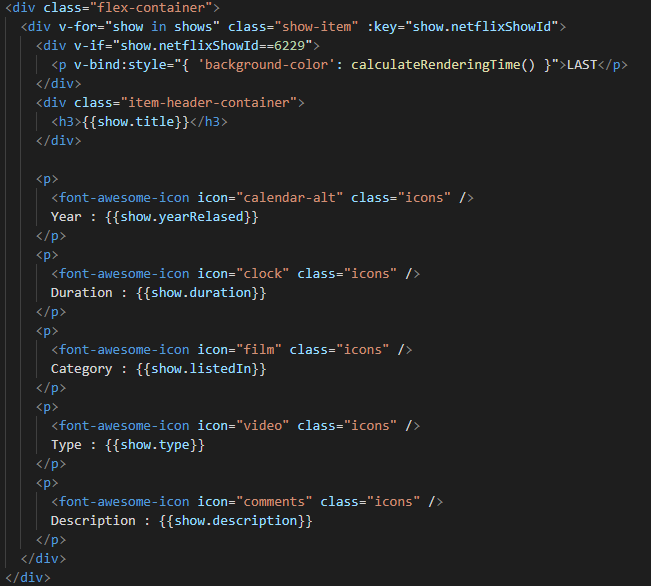 <div class="flex-container">
  <div v-for="show in shows" class="show-item" :key="show.netflixShowId">
    <div v-if="show.netflixShowId==6229">
      <p v-bind:style="{ 'background-color': calculateRenderingTime() }">LAST</p>
    </div>
    <div class="item-header-container">
      <h3>{{show.title}}</h3>
    </div>

    <p>
      <font-awesome-icon icon="calendar-alt" class="icons" />
      Year : {{show.yearRelased}}
    </p>
    <p>
      <font-awesome-icon icon="clock" class="icons" />
      Duration : {{show.duration}}
    </p>
    <p>
      <font-awesome-icon icon="film" class="icons" />
      Category : {{show.listedIn}}
    </p>
    <p>
      <font-awesome-icon icon="video" class="icons" />
      Type : {{show.type}}
    </p>
    <p>
      <font-awesome-icon icon="comments" class="icons" />
      Description : {{show.description}}
    </p>
  </div>
</div>